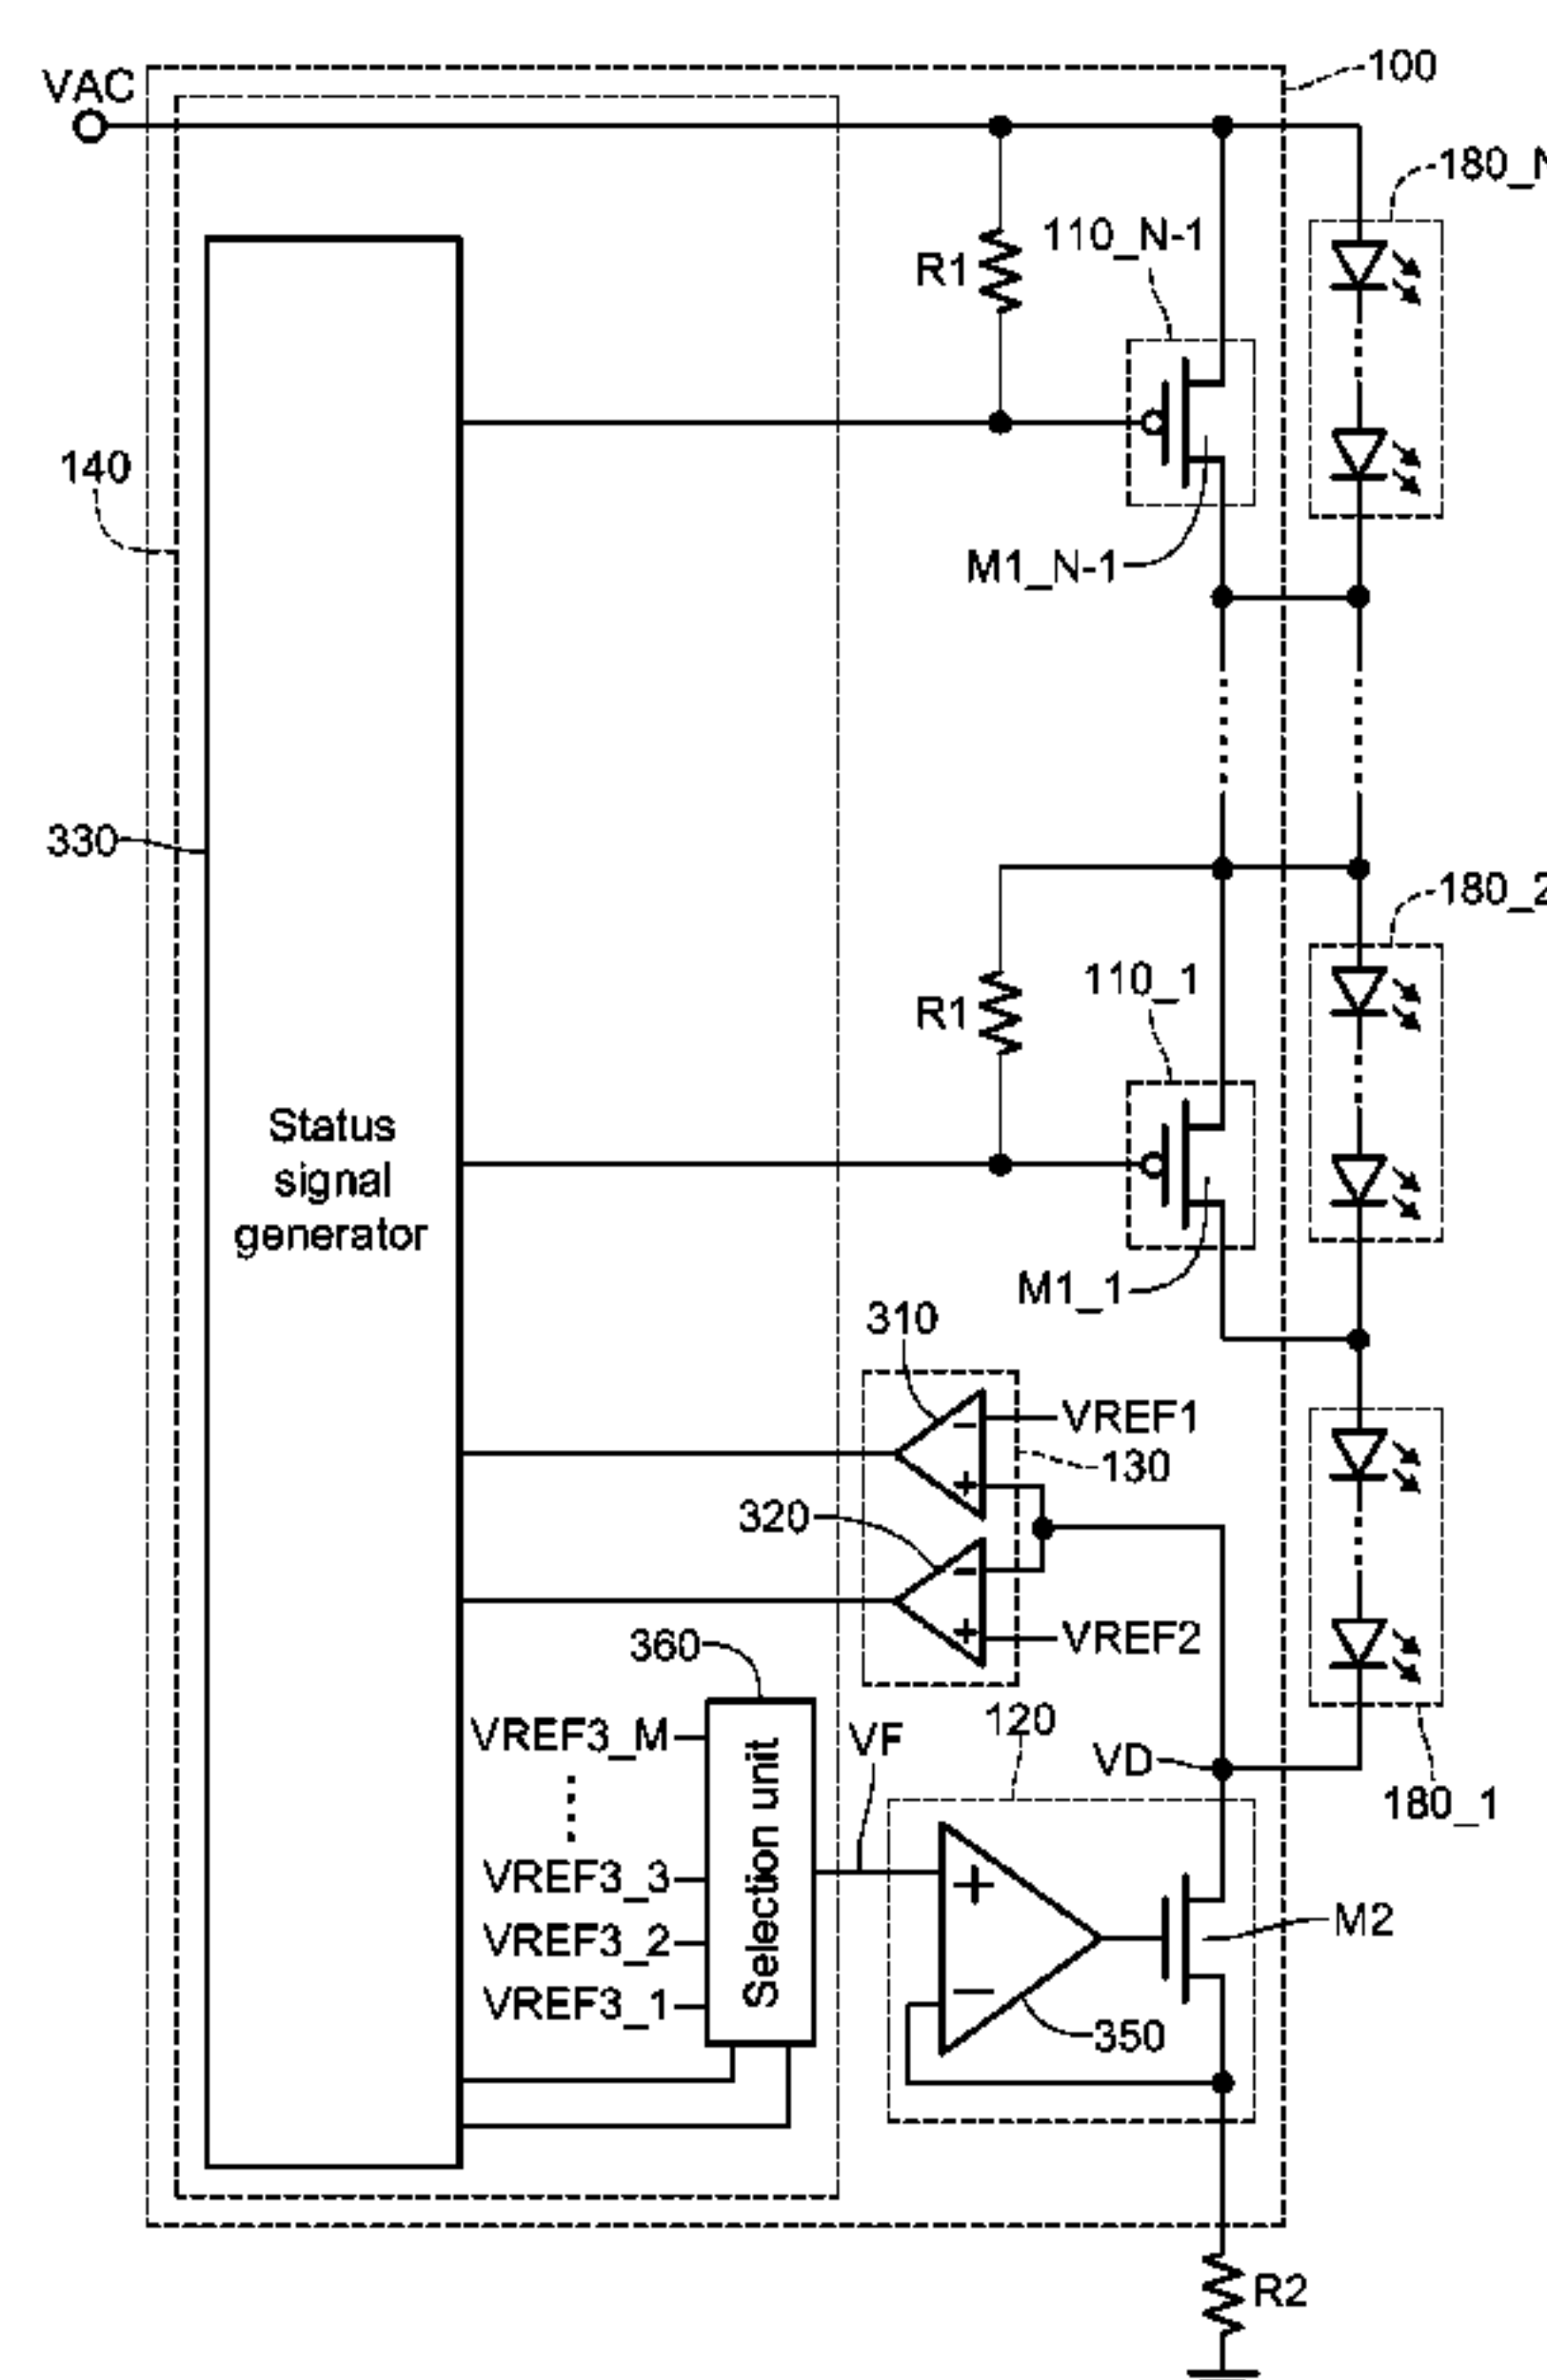 VAC
100
180_N
110_N-1
R1
140
M1_N-1
330
180_2
110_1
R1
Status
signal
generator
M1_1
310
VREF1
130
320
VREF2
360
120
VREF3_M
VF
VD
180_1
Selection unit
VREF3_3
M2
VREF3_2
VREF3_1
350
R2